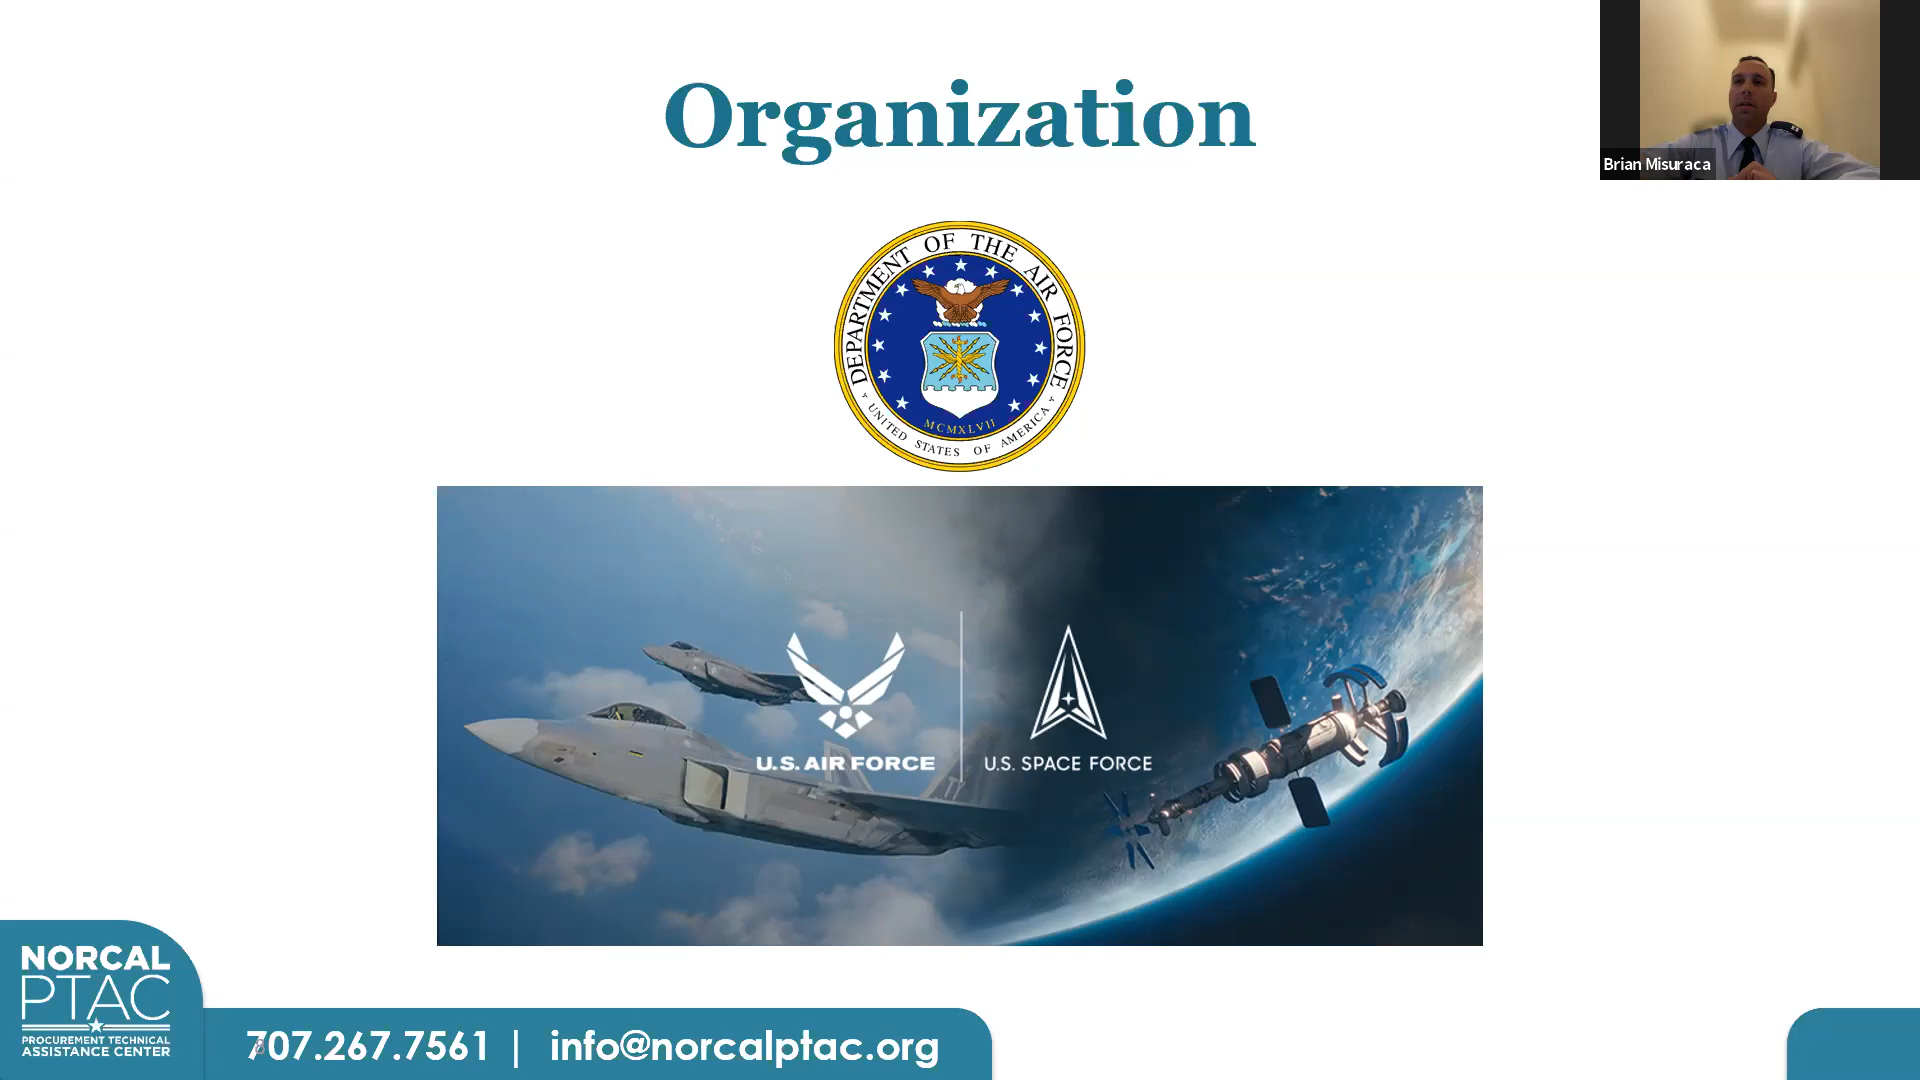 Organization
Brian Misuraca
DEPARTMENT OF THE AIR FORCE
MCMXLVII
UNITED STATES OF AMERICA
U.S. AIR FORCE
U.S. SPACE FORCE
NORCAL
PTAC
PROCUREMENT TECHNICAL
ASSISTANCE CENTER
8
707.267.7561 | info@norcalptac.org